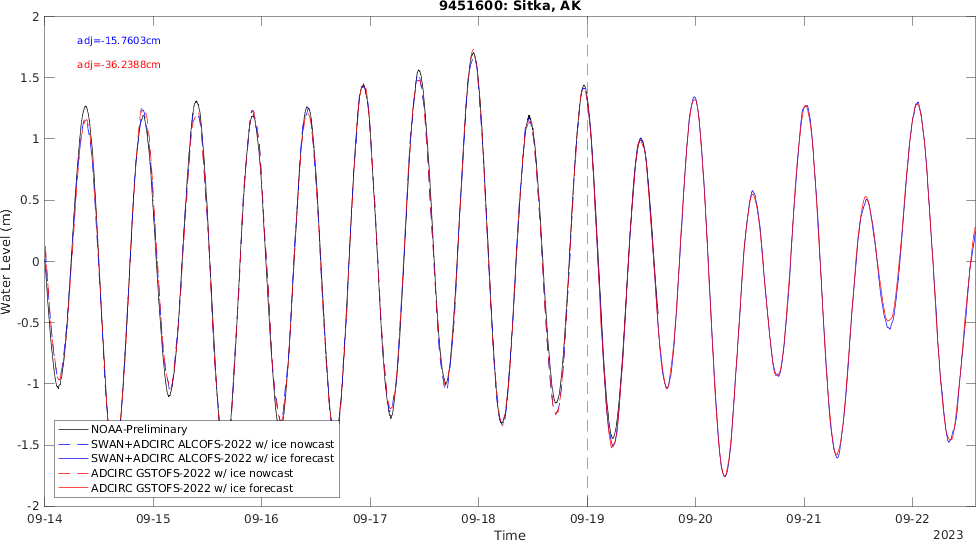 9451600: Sitka, AK
2
adj=-15.7603cm
adj=-36.2388cm
1.5
1
0.5
0
-0.5
-1
-1.5
-2
Water Level (m)
NOAA-Preliminary
SWAN+ADCIRC ALCOFS-2022 w/ ice nowcast
SWAN+ADCIRC ALCOFS-2022 w/ ice forecast
ADCIRC GSTOFS-2022 w/ ice nowcast
ADCIRC GSTOFS-2022 w/ ice forecast
09-14 09-15 09-16 09-17 09-18 09-19 09-20 09-21 09-22
Time
2023